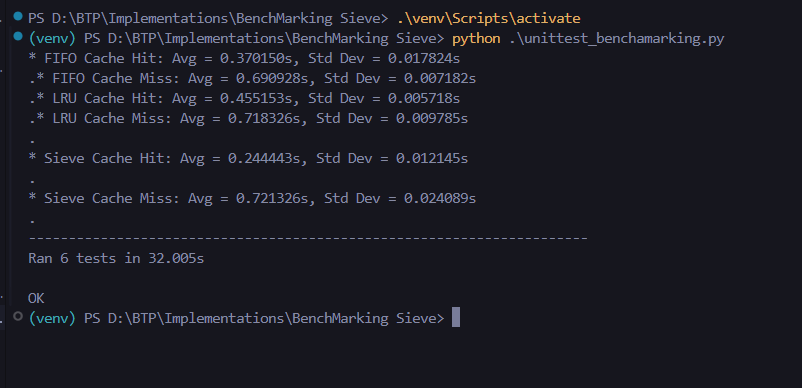 PS D:\BTP\Implementations\BenchMarking Sieve> .\venv\Scripts\activate
(venv) PS D:\BTP\Implementations\BenchMarking Sieve> python .\unittest_benchamarking.py
* FIFO Cache Hit: Avg = 0.370150s, Std Dev = 0.017824s
.* FIFO Cache Miss: Avg = 0.690928s, Std Dev = 0.007182s
.* LRU Cache Hit: Avg = 0.455153s, Std Dev = 0.005718s
.* LRU Cache Miss: Avg = 0.718326s, Std Dev = 0.009785s
.
* Sieve Cache Hit: Avg = 0.244443s, Std Dev = 0.012145s
.
* Sieve Cache Miss: Avg = 0.721326s, Std Dev = 0.024089s
.
----------------------------------------------------------------------
Ran 6 tests in 32.005s
OK
(venv) PS D:\BTP\Implementations\BenchMarking Sieve>